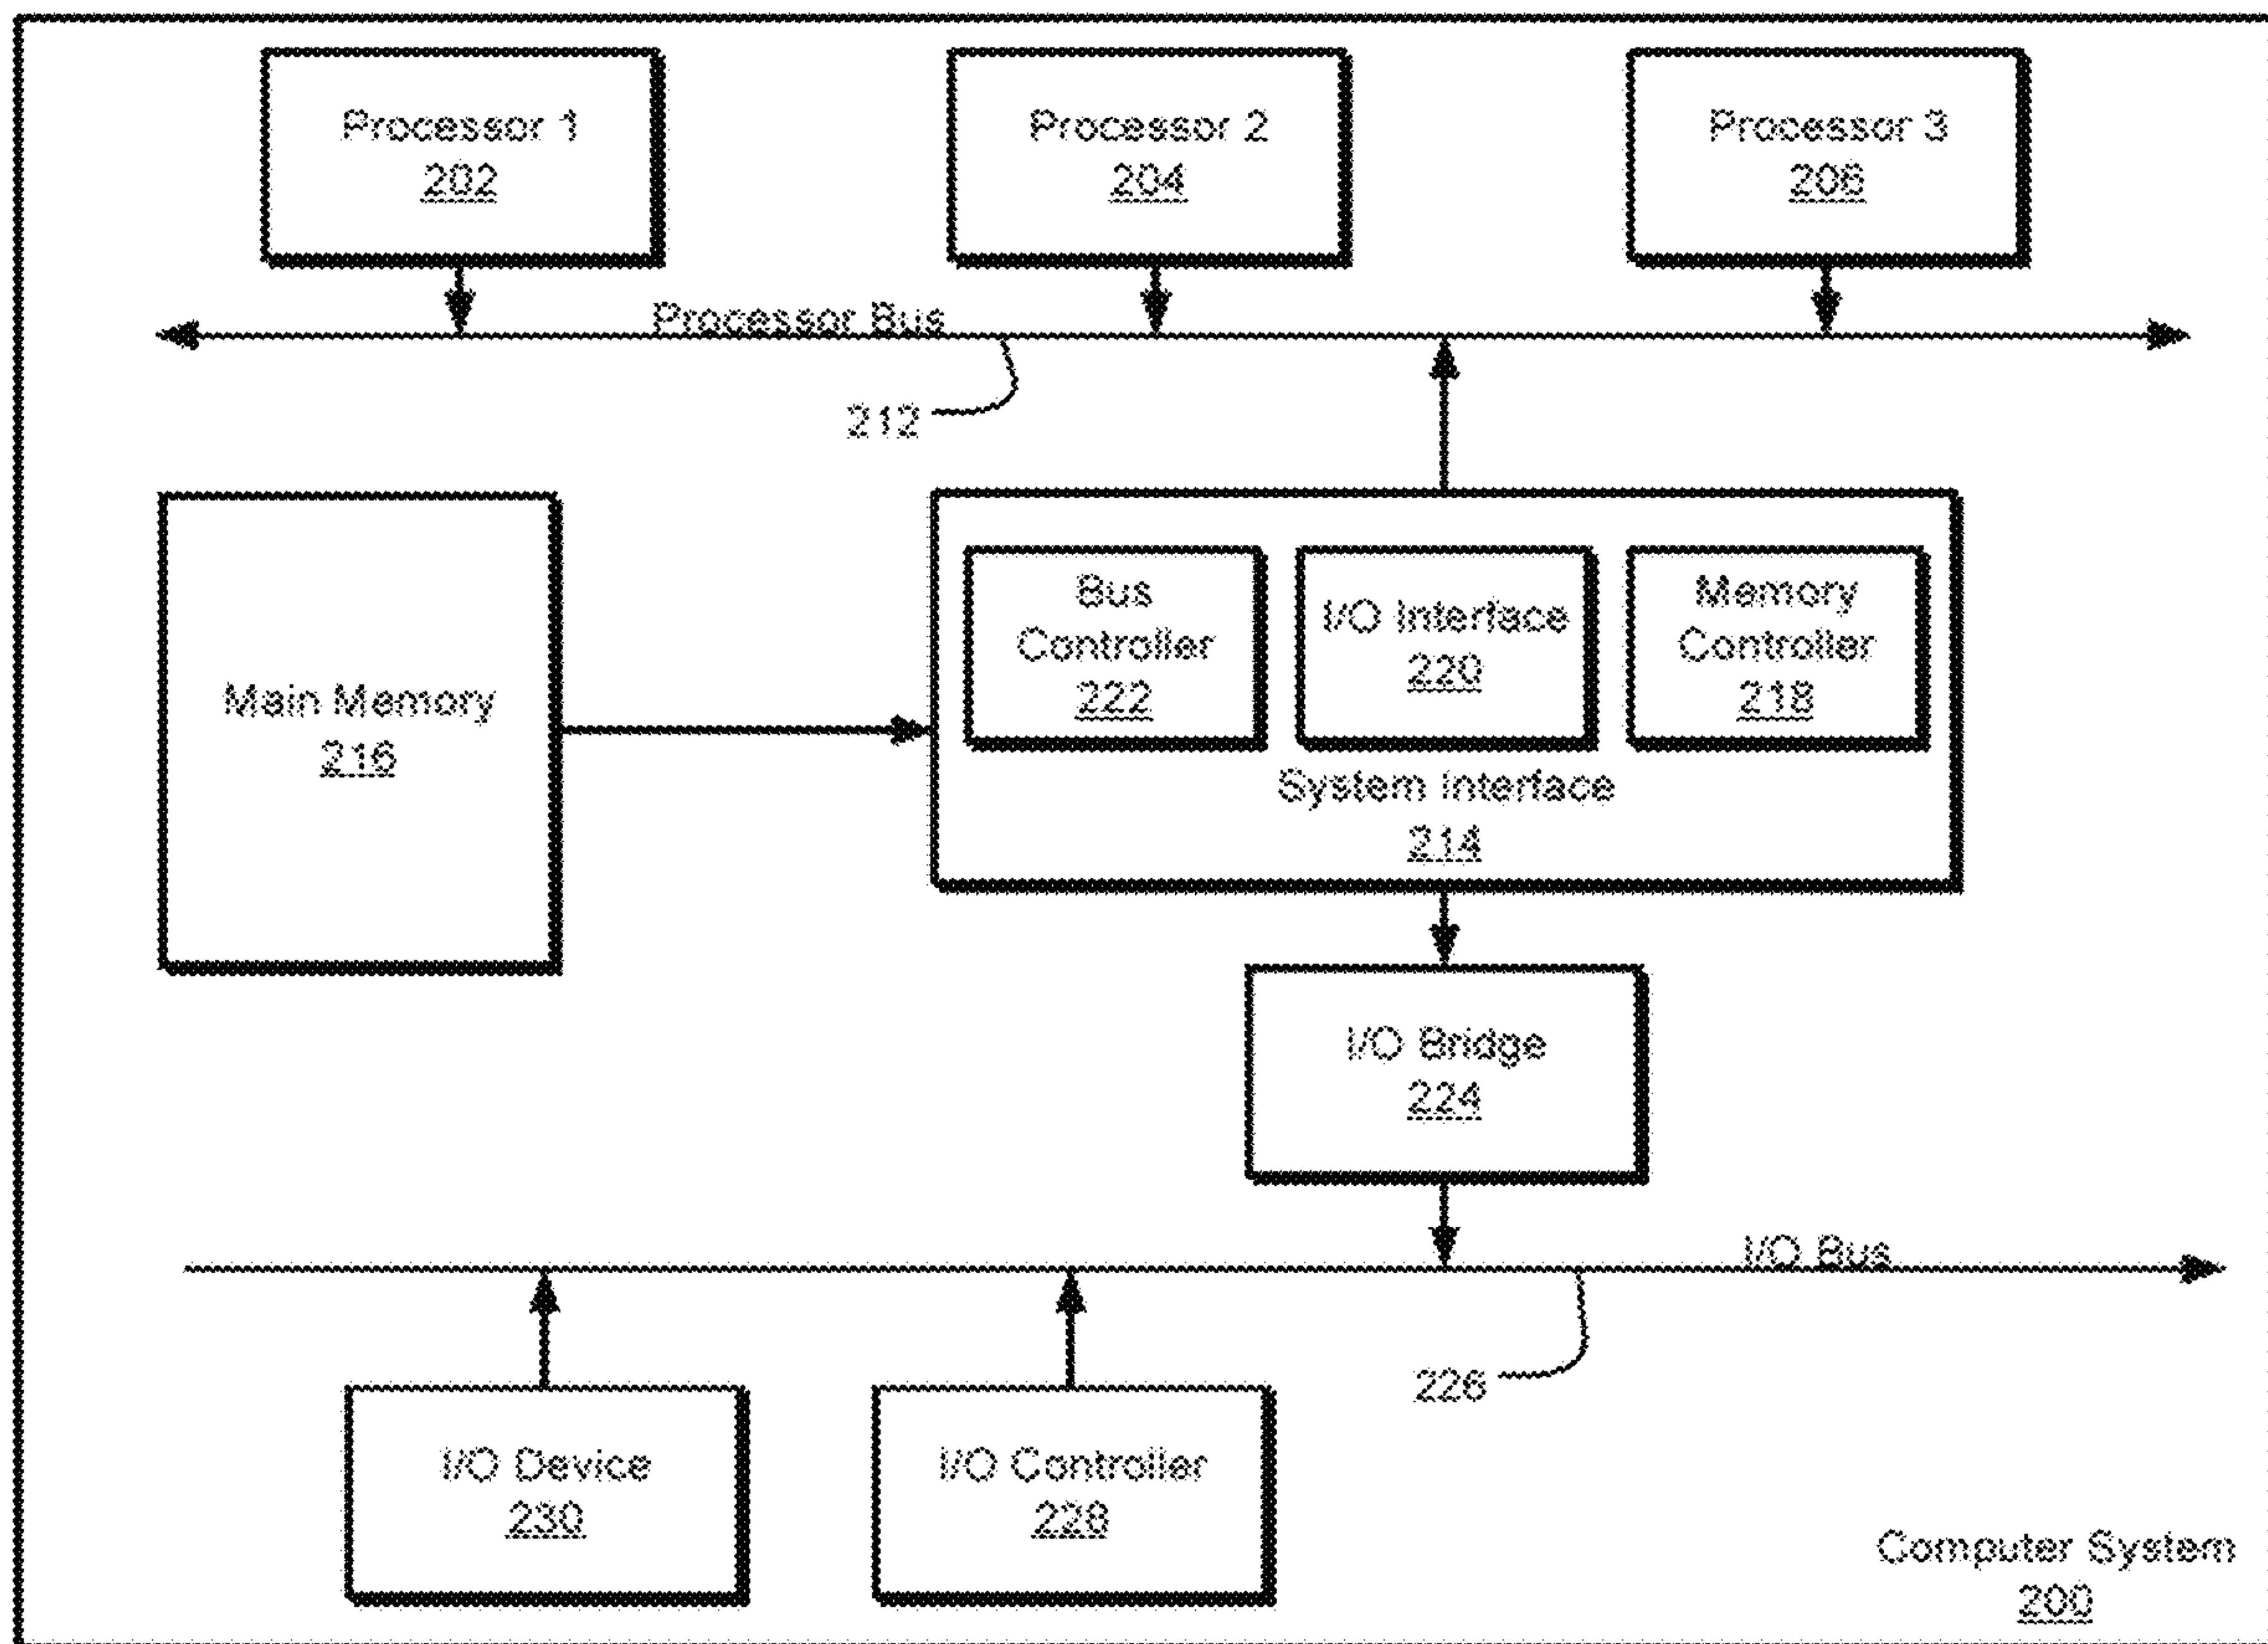 Processor 1
202
Processor 2
204
Processor 3
206
Processor Bus
212
Main Memory
216
Bus
Controller
222
I/O Interface
220
Memory
Controller
218
System Interface
214
I/O Bridge
224
I/O Bus
226
I/O Device
230
I/O Controller
228
Computer System
200